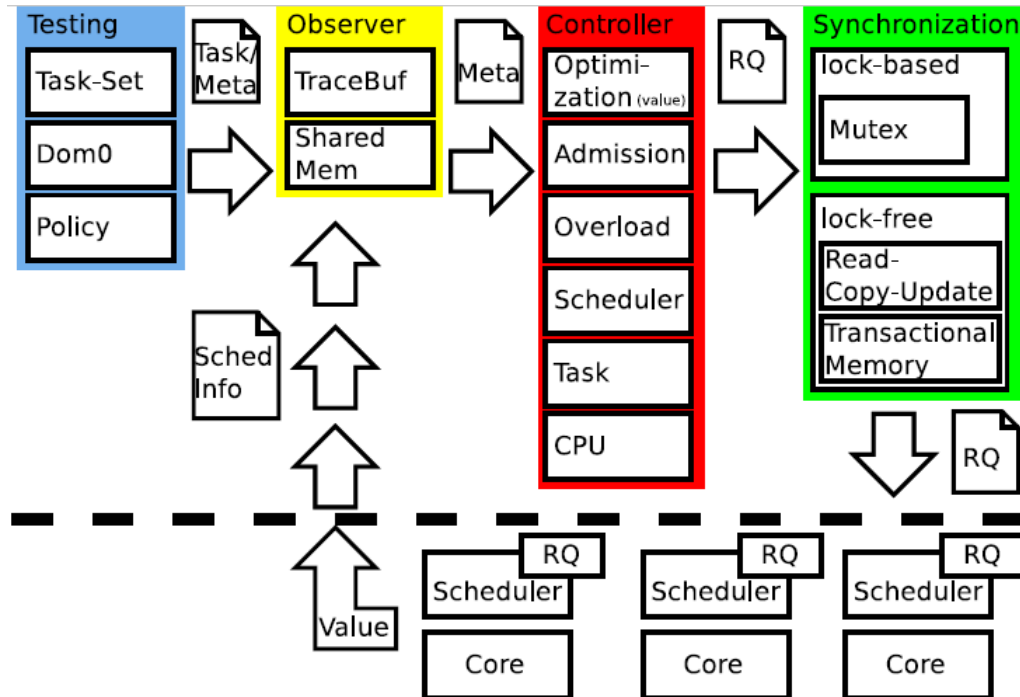 Testing
Task-Set
Dom0
Policy
Task/
Meta
Observer
TraceBuf
Shared
Mem
Sched
Info
Value
Meta
Controller
Optimi-
zation (value)
Admission
Overload
Scheduler
Task
CPU
RQ
Synchronization
lock-based
Mutex
lock-free
Read-
Copy-Update
Transactional
Memory
RQ
RQ
Scheduler
Core
RQ
Scheduler
Core
RQ
Scheduler
Core